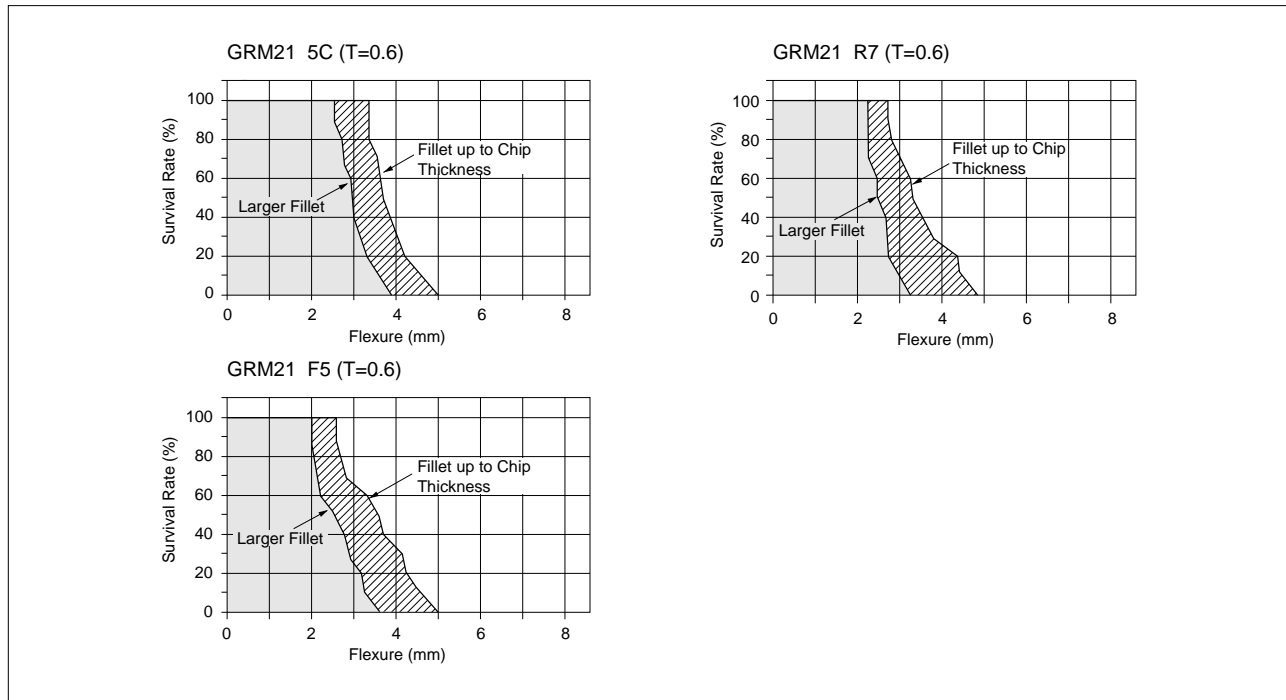 GRM21 5C (T=0.6)
Survival Rate (%)
100
80
60
40
20
0
Fillet up to Chip
Thickness
Larger Fillet
0 2 4 6 8
Flexure (mm)
GRM21 R7 (T=0.6)
Survival Rate (%)
100
80
60
40
20
0
Fillet up to Chip
Thickness
Larger Fillet
0 2 4 6 8
Flexure (mm)
GRM21 F5 (T=0.6)
Survival Rate (%)
100
80
60
40
20
0
Fillet up to Chip
Thickness
Larger Fillet
0 2 4 6 8
Flexure (mm)